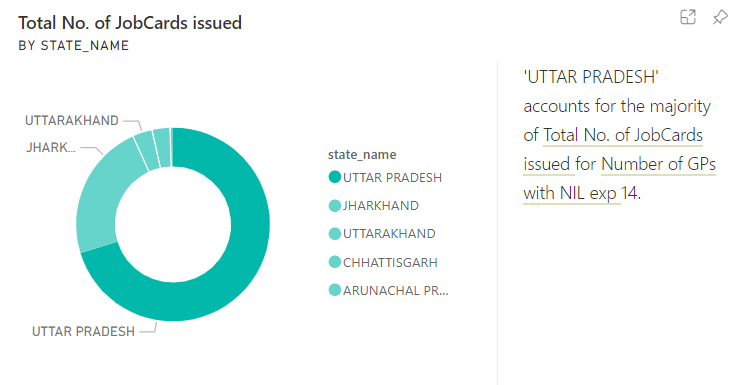 Total No. of JobCards issued
BY STATE_NAME
UTTARAKHAND
JHARK...
UTTAR PRADESH
state_name
UTTAR PRADESH
JHARKHAND
UTTARAKHAND
CHHATTISGARH
ARUNACHAL PR...
'UTTAR PRADESH'
accounts for the majority
of Total No. of JobCards
issued for Number of GPs
with NIL exp 14.